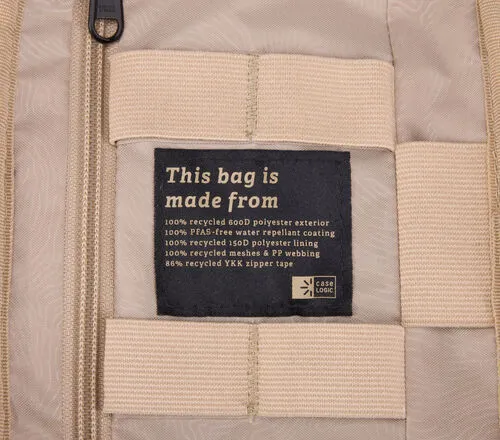 This bag is
made from
100% recycled 600D polyester exterior
100% PFAS-free water repellant coating
100% recycled 150D polyester lining
100% recycled meshes & PP webbing
86% recycled YKK zipper tape
case
LOGIC